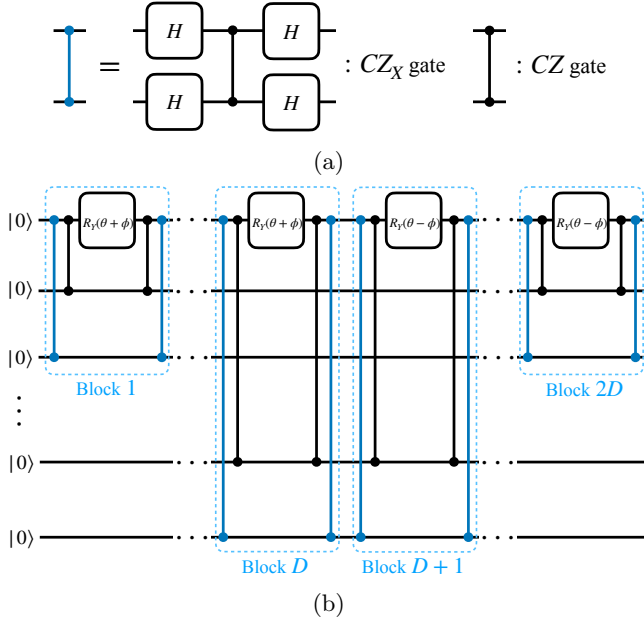 H H
= : CZ_X gate : CZ gate
H H
(a)
|0⟩ R_Y(θ + ϕ) · · · R_Y(θ + ϕ) R_Y(θ − ϕ) · · · R_Y(θ − ϕ)
|0⟩ · · · · · ·
|0⟩ · · · · · ·
Block 1 Block 2D
⋮
|0⟩ · · · · · ·
|0⟩ · · · · · ·
Block D Block D + 1
(b)